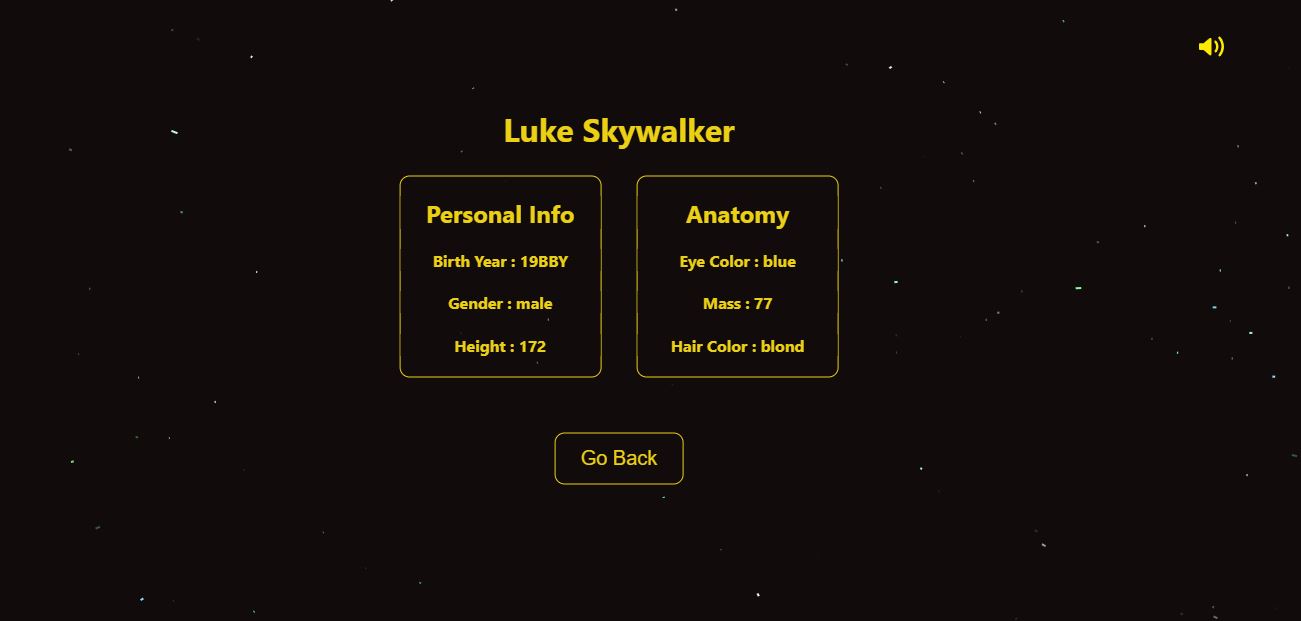 Luke Skywalker
Personal Info
Birth Year : 19BBY
Gender : male
Height : 172
Anatomy
Eye Color : blue
Mass : 77
Hair Color : blond
Go Back